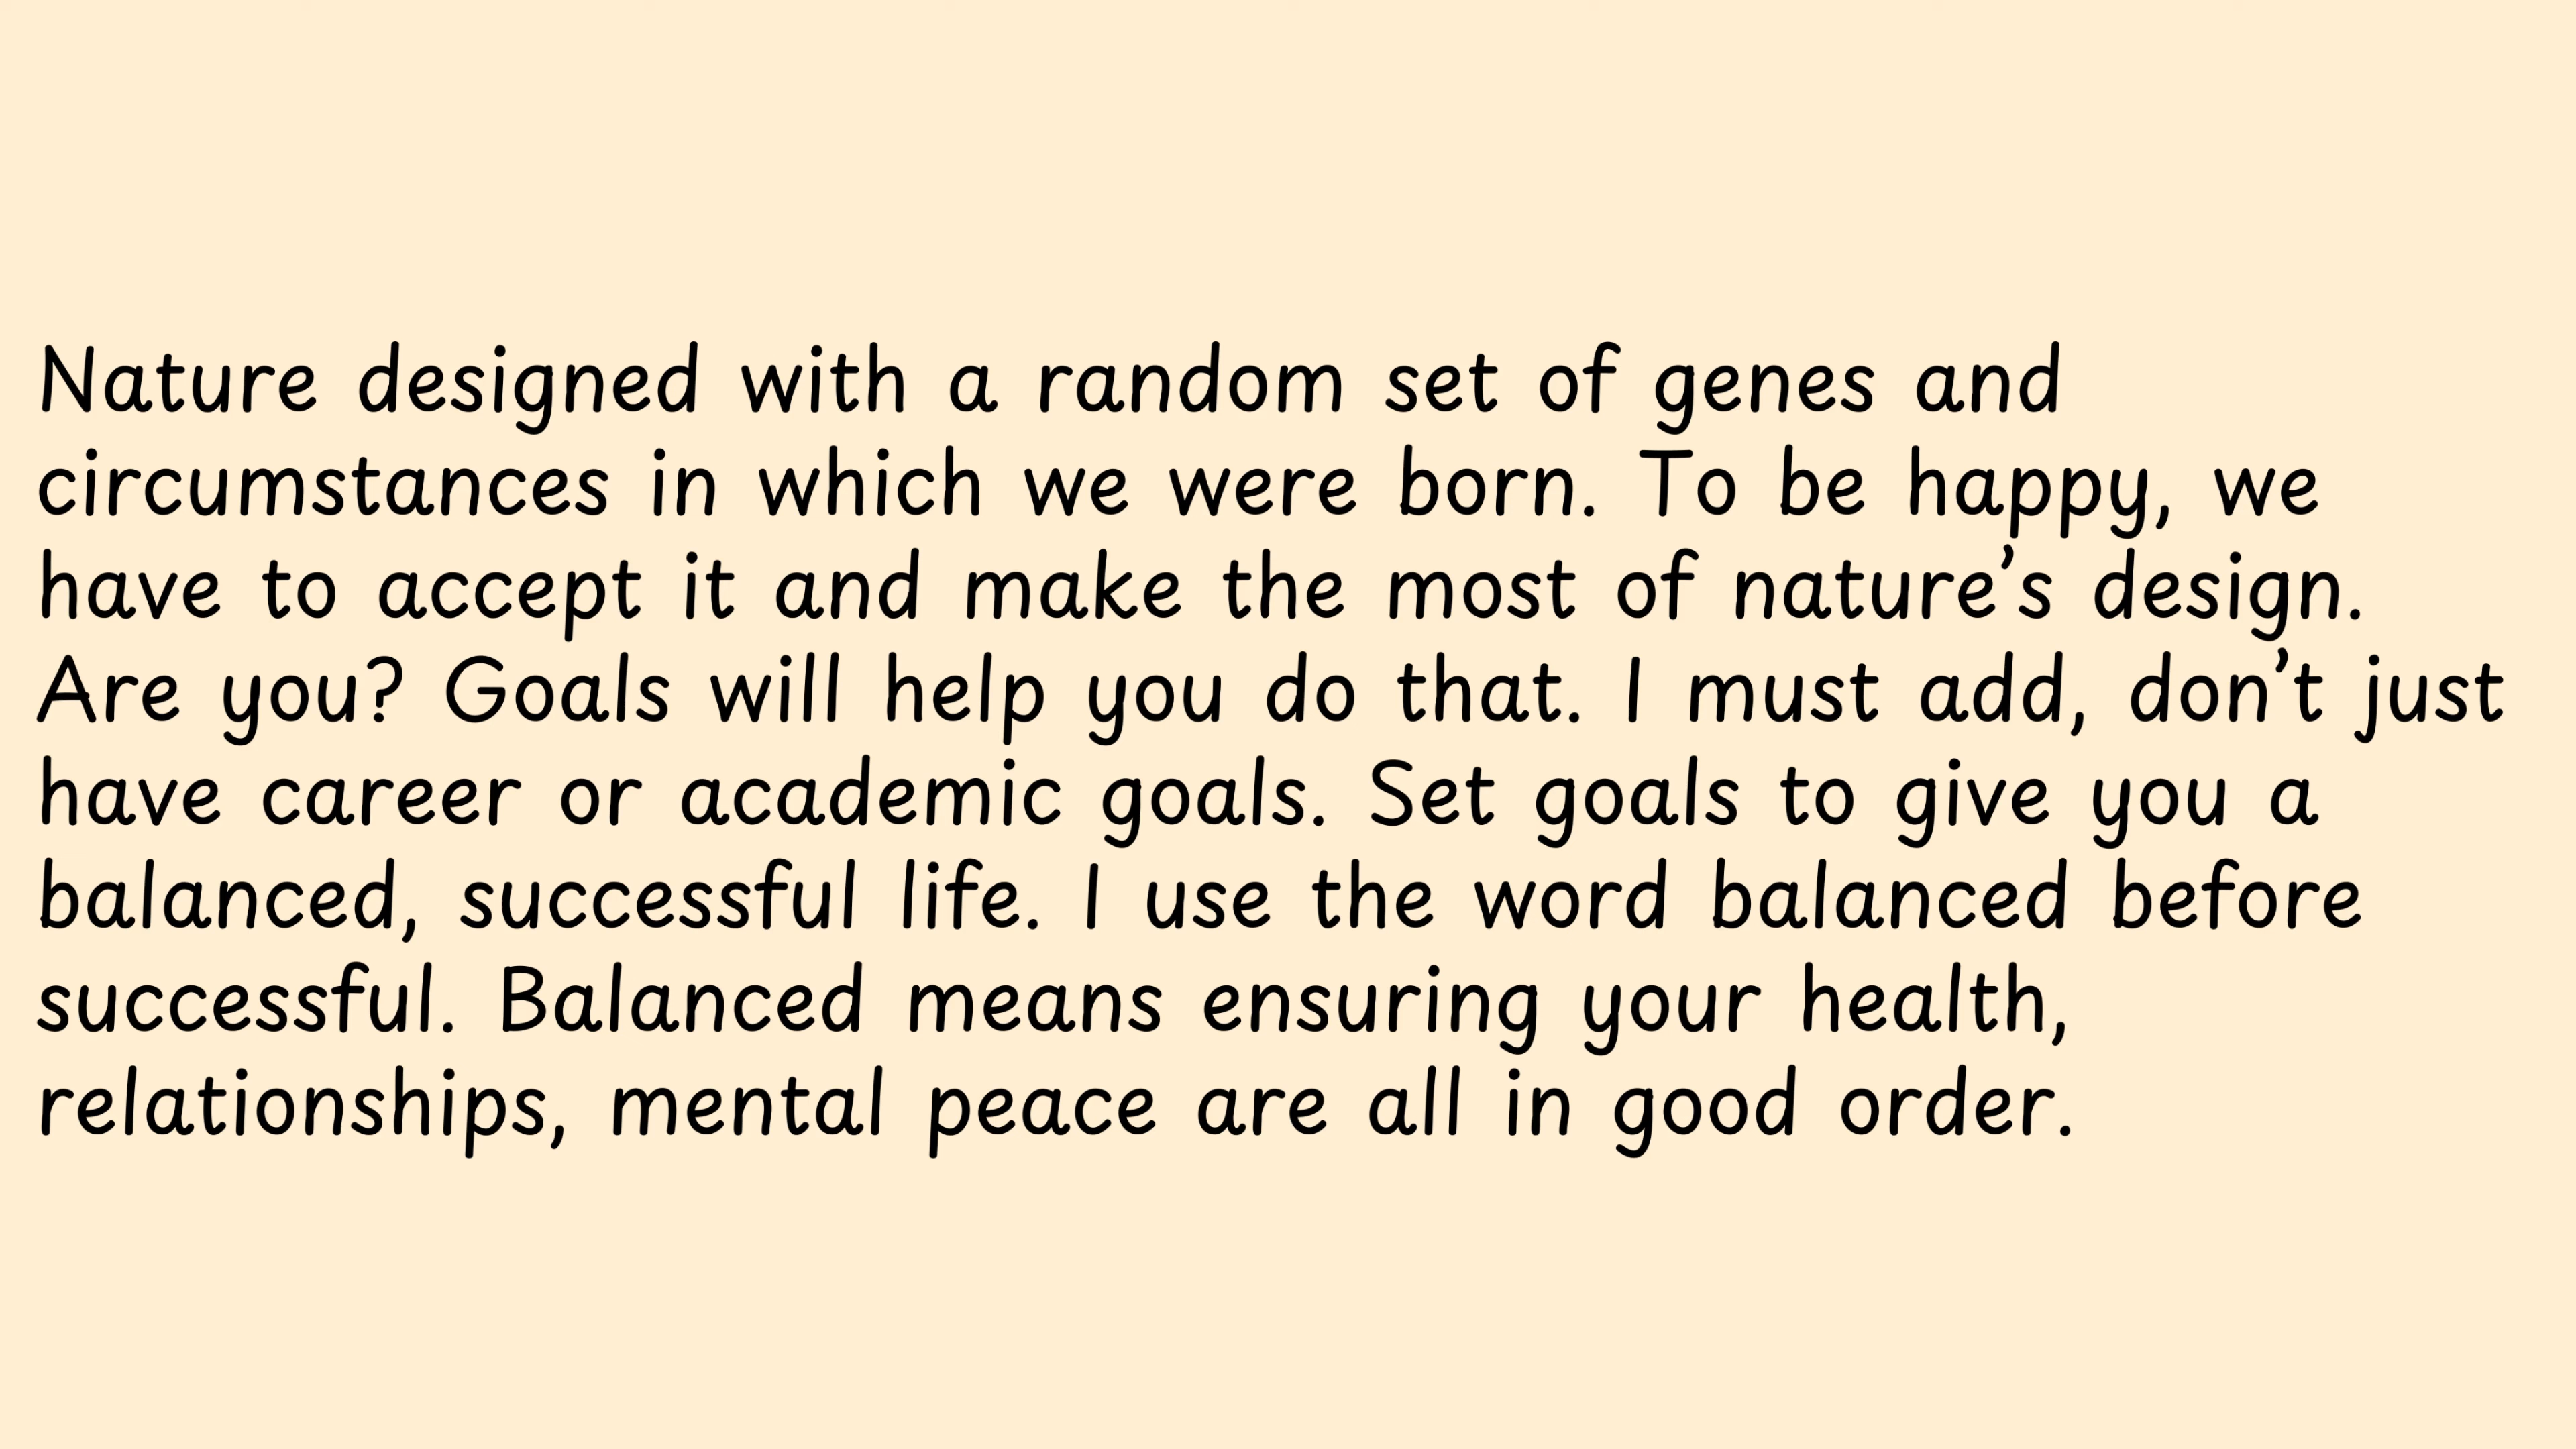 Nature designed with a random set of genes and
circumstances in which we were born. To be happy, we
have to accept it and make the most of nature’s design.
Are you? Goals will help you do that. I must add, don’t just
have career or academic goals. Set goals to give you a
balanced, successful life. I use the word balanced before
successful. Balanced means ensuring your health,
relationships, mental peace are all in good order.